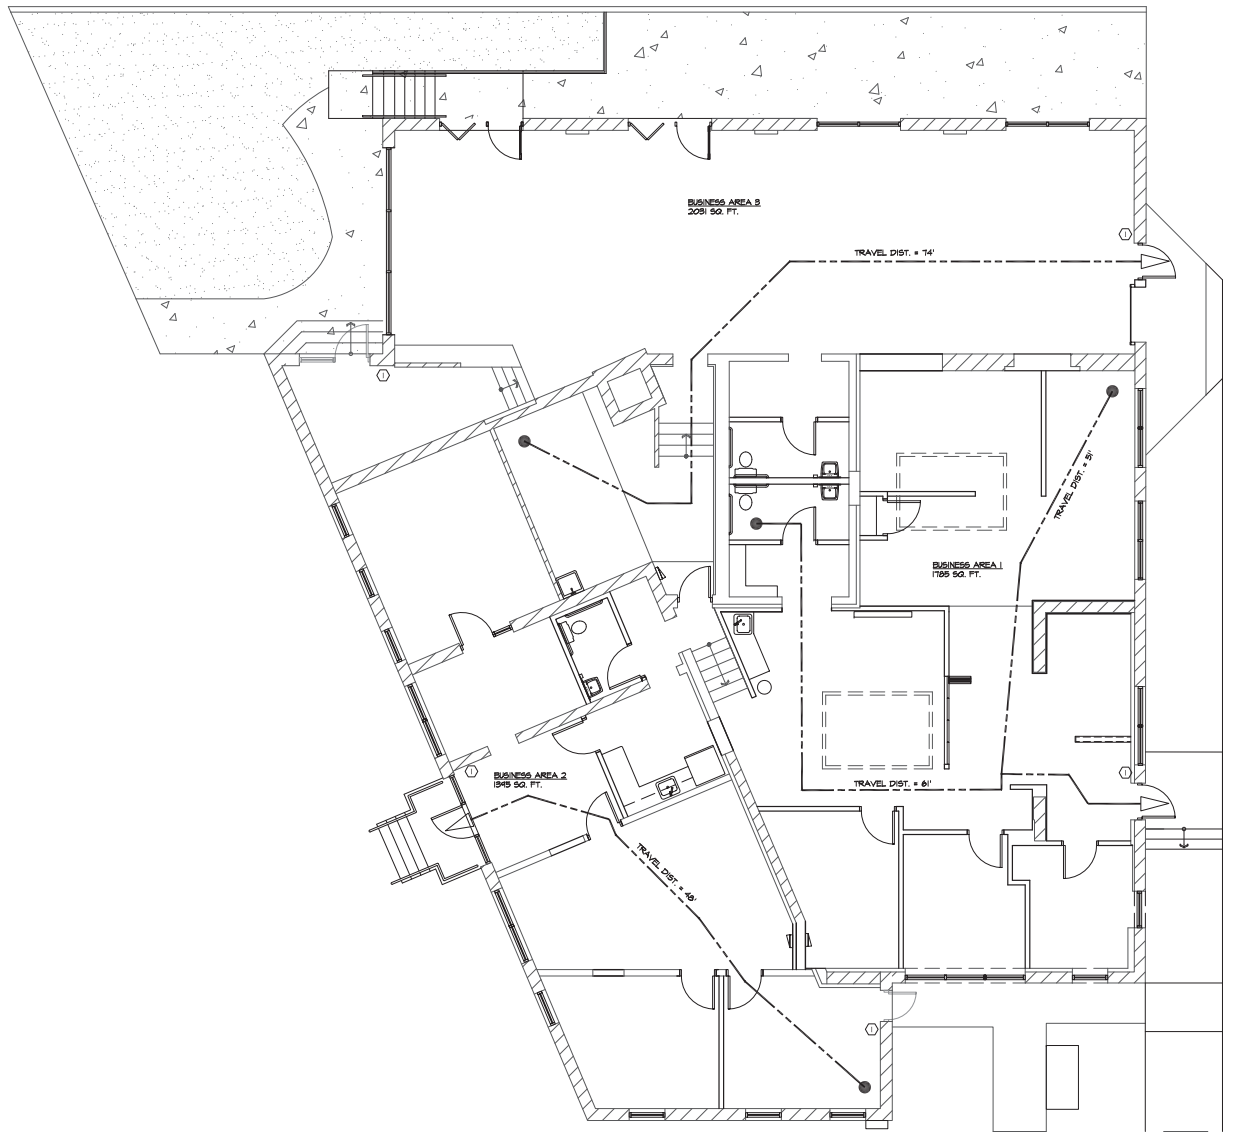 BUSINESS AREA 3
2031 SQ. FT.
TRAVEL DIST. = 74'
TRAVEL DIST. = 51'
BUSINESS AREA 1
1785 SQ. FT.
BUSINESS AREA 2
1345 SQ. FT.
TRAVEL DIST. = 61'
TRAVEL DIST. = 48'